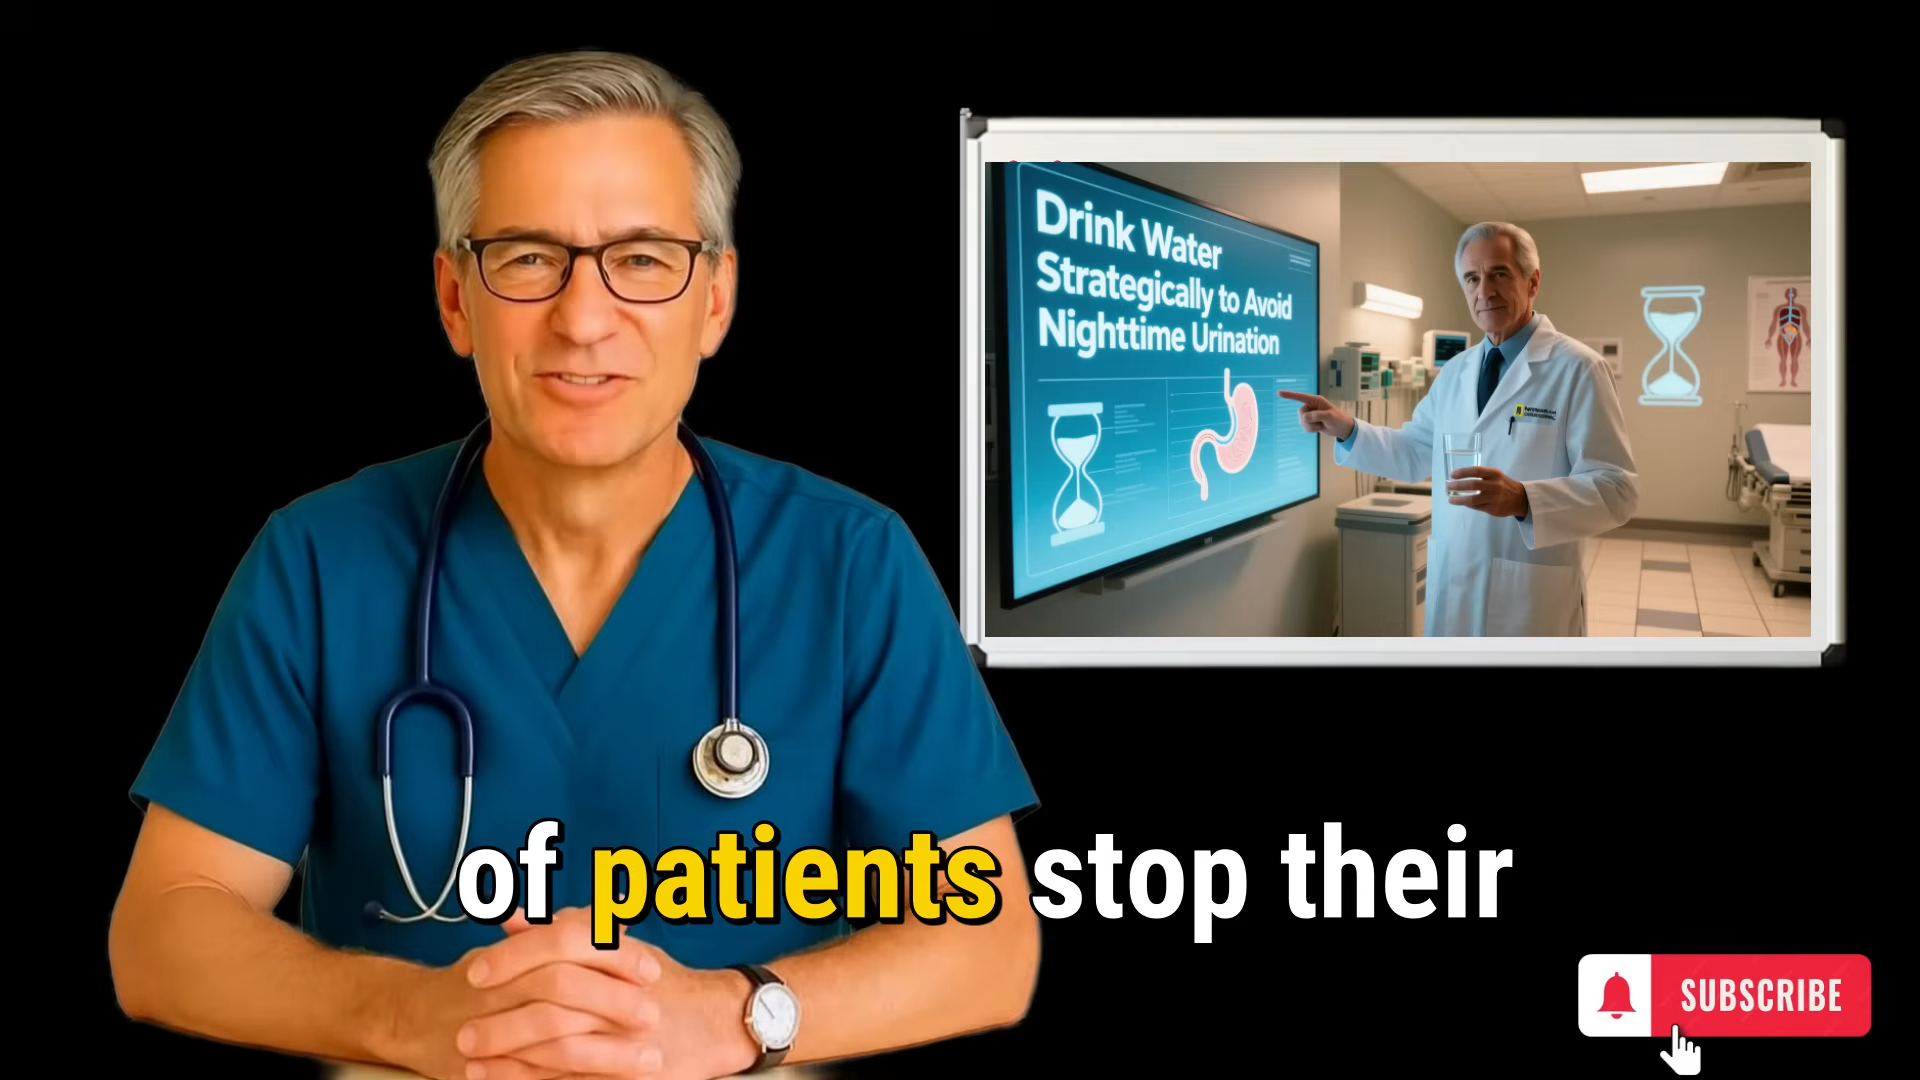 Drink Water
Strategically to Avoid
Nighttime Urination
of patients stop their
SUBSCRIBE